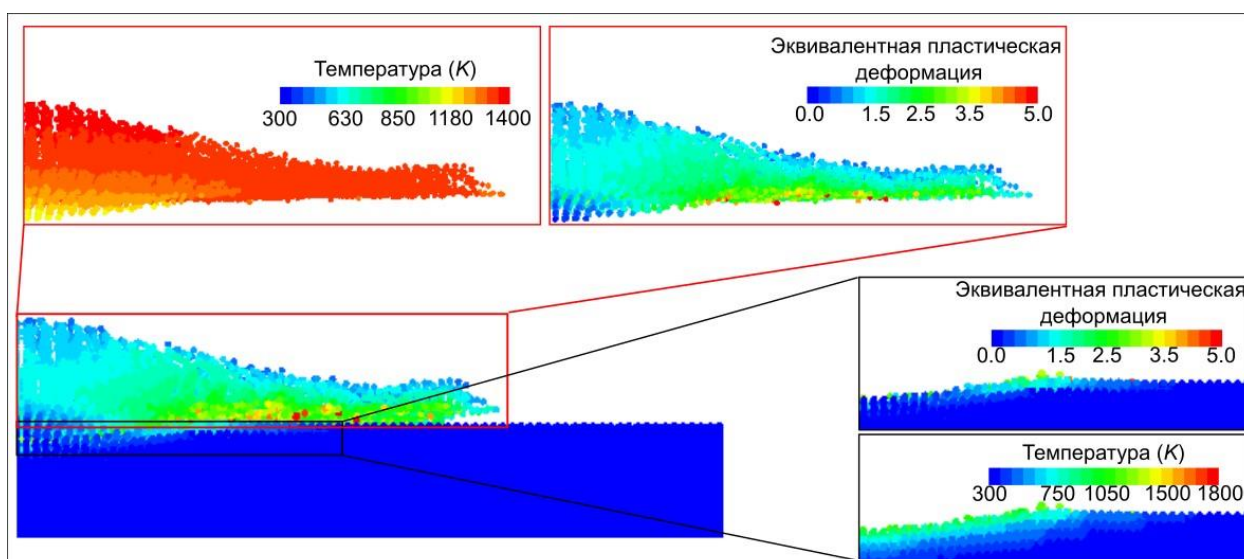 Температура (K)
300 630 850 1180 1400
Эквивалентная пластическая
деформация
0.0 1.5 2.5 3.5 5.0
Эквивалентная пластическая
деформация
0.0 1.5 2.5 3.5 5.0
Температура (K)
300 750 1050 1500 1800